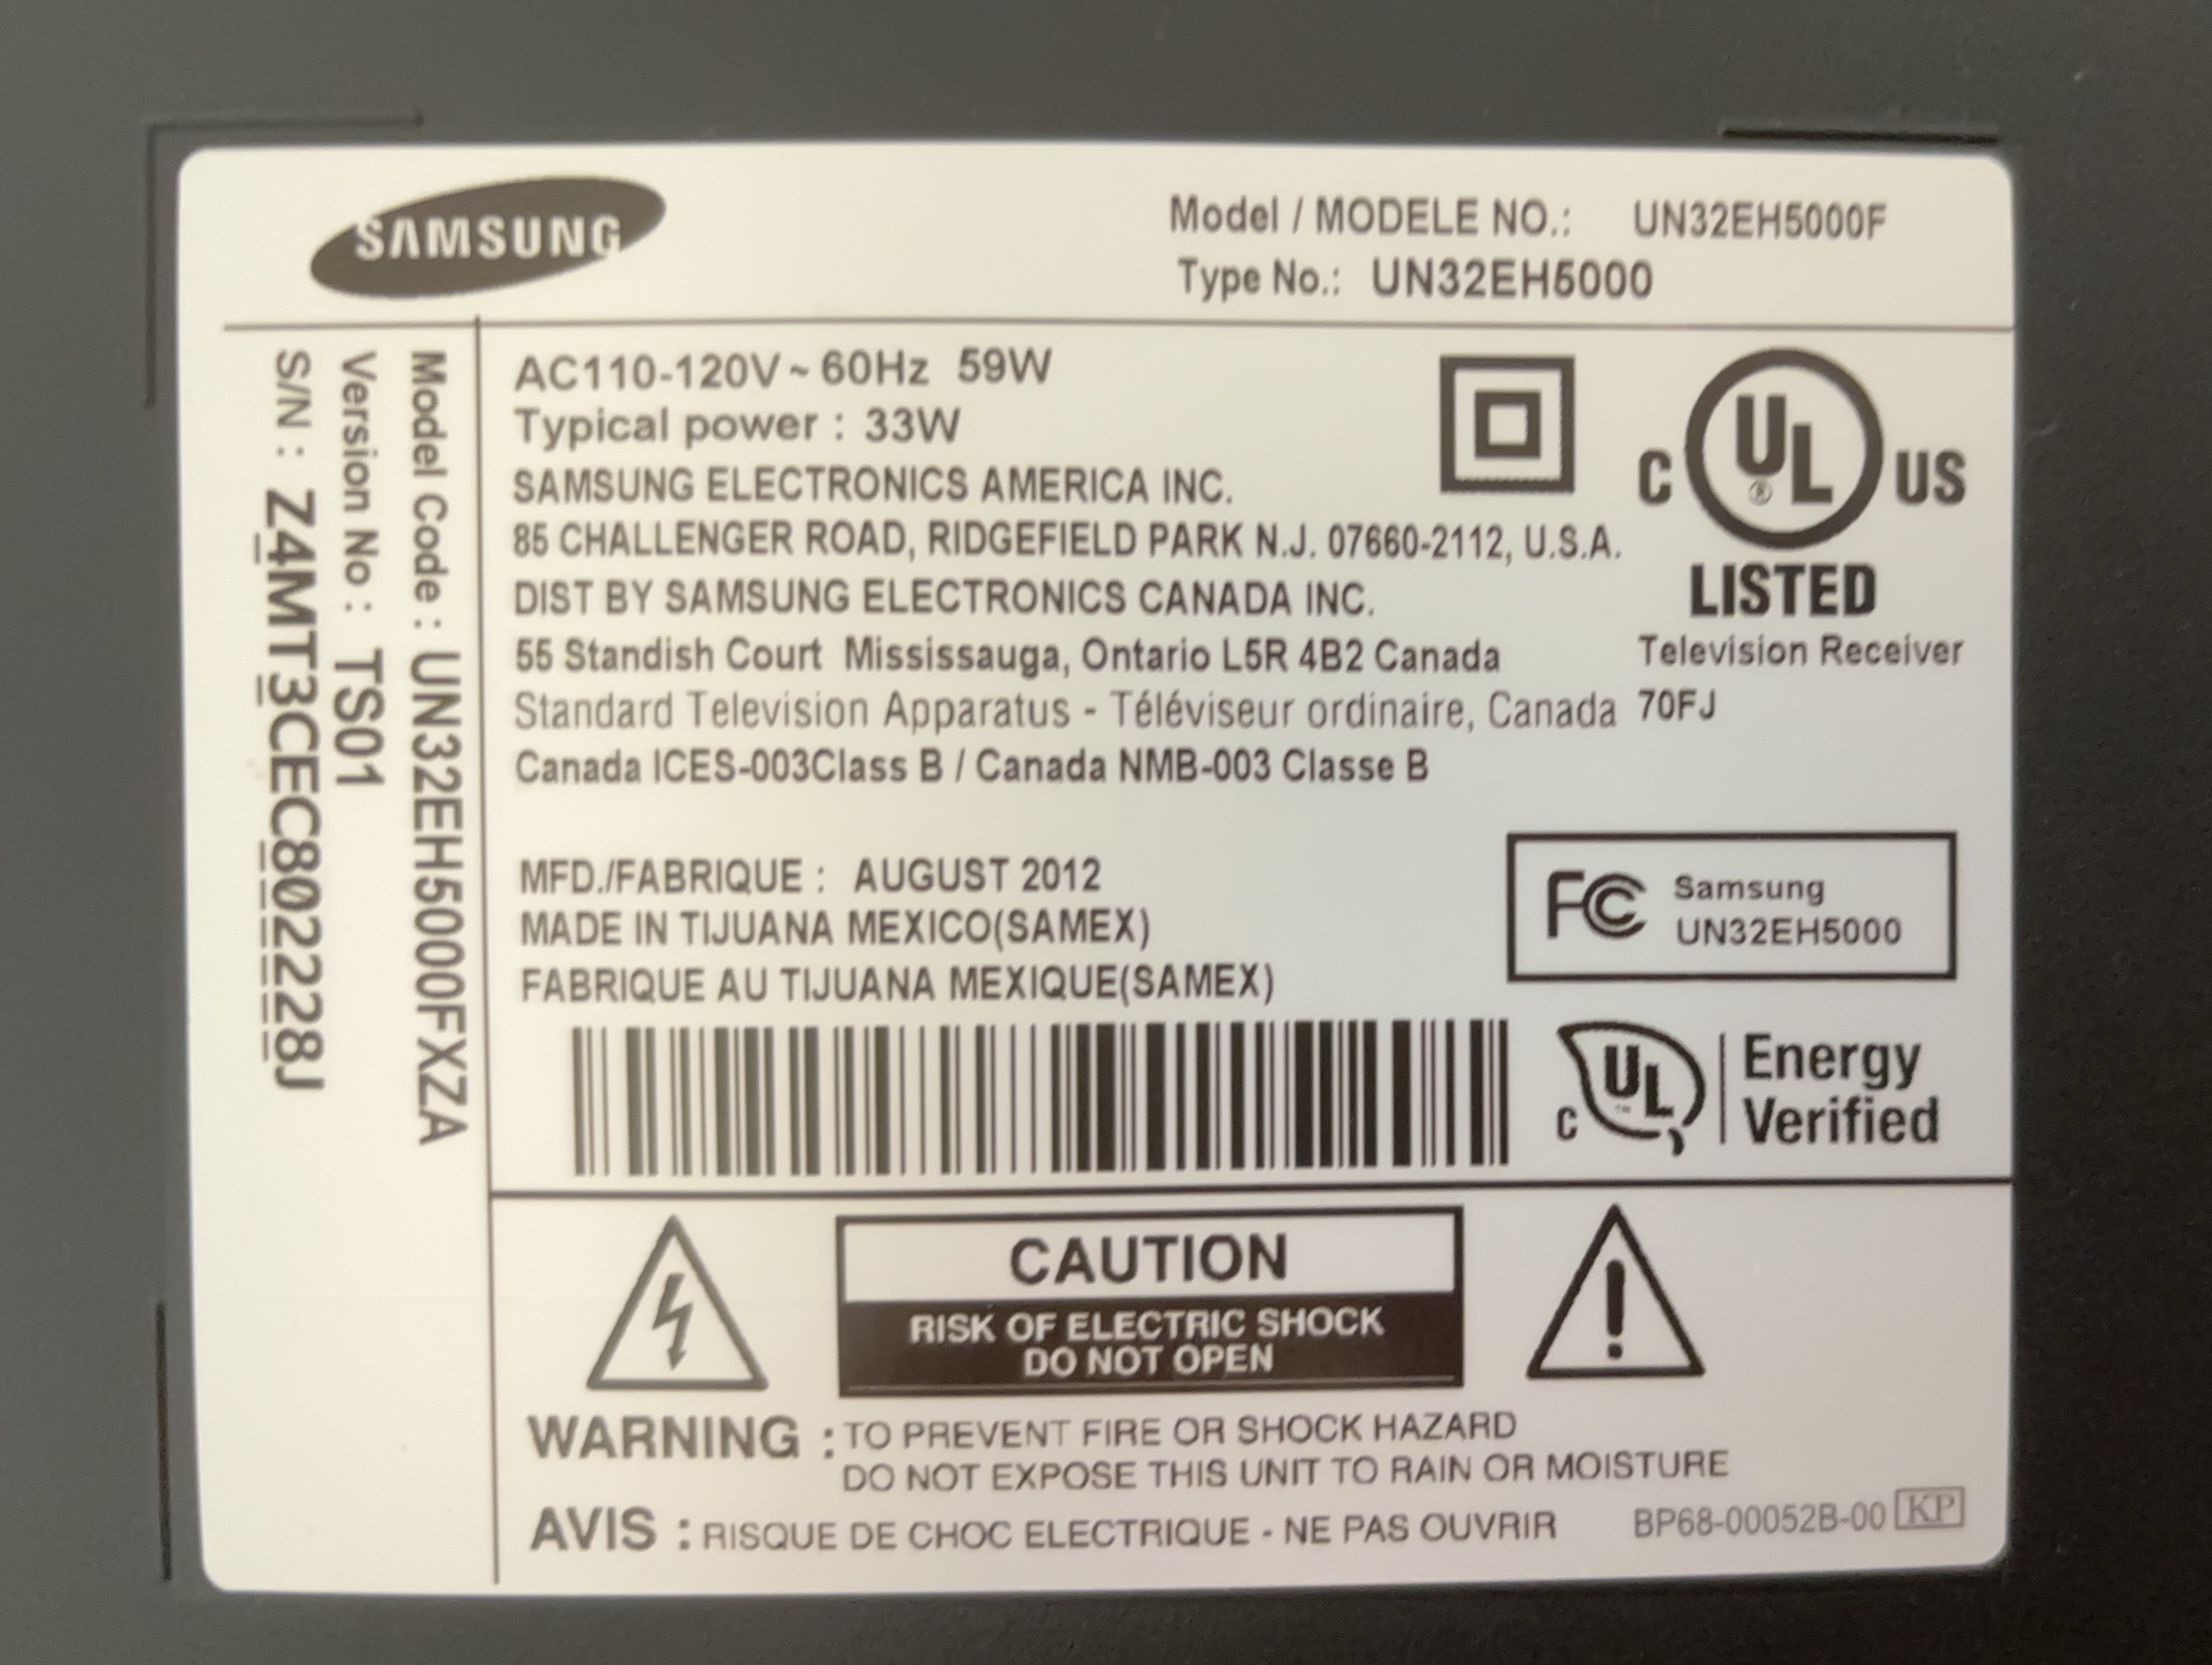 SAMSUNG
Model / MODELE NO.: UN32EH5000F
Type No.: UN32EH5000
Model Code : UN32EH5000FXZA
Version No : TS01
S/N : Z4MT3CEC802228J
AC110-120V ~ 60Hz 59W
Typical power : 33W
SAMSUNG ELECTRONICS AMERICA INC.
85 CHALLENGER ROAD, RIDGEFIELD PARK N.J. 07660-2112, U.S.A.
DIST BY SAMSUNG ELECTRONICS CANADA INC.
55 Standish Court Mississauga, Ontario L5R 4B2 Canada
Standard Television Apparatus - Téléviseur ordinaire, Canada
Canada ICES-003Class B / Canada NMB-003 Classe B
C UL ® US
LISTED
Television Receiver
70FJ
MFD./FABRIQUE : AUGUST 2012
MADE IN TIJUANA MEXICO(SAMEX)
FABRIQUE AU TIJUANA MEXIQUE(SAMEX)
FC Samsung
UN32EH5000
C UL ™ Energy
Verified
CAUTION
RISK OF ELECTRIC SHOCK
DO NOT OPEN
WARNING : TO PREVENT FIRE OR SHOCK HAZARD
DO NOT EXPOSE THIS UNIT TO RAIN OR MOISTURE
AVIS : RISQUE DE CHOC ELECTRIQUE - NE PAS OUVRIR
BP68-00052B-00 KP